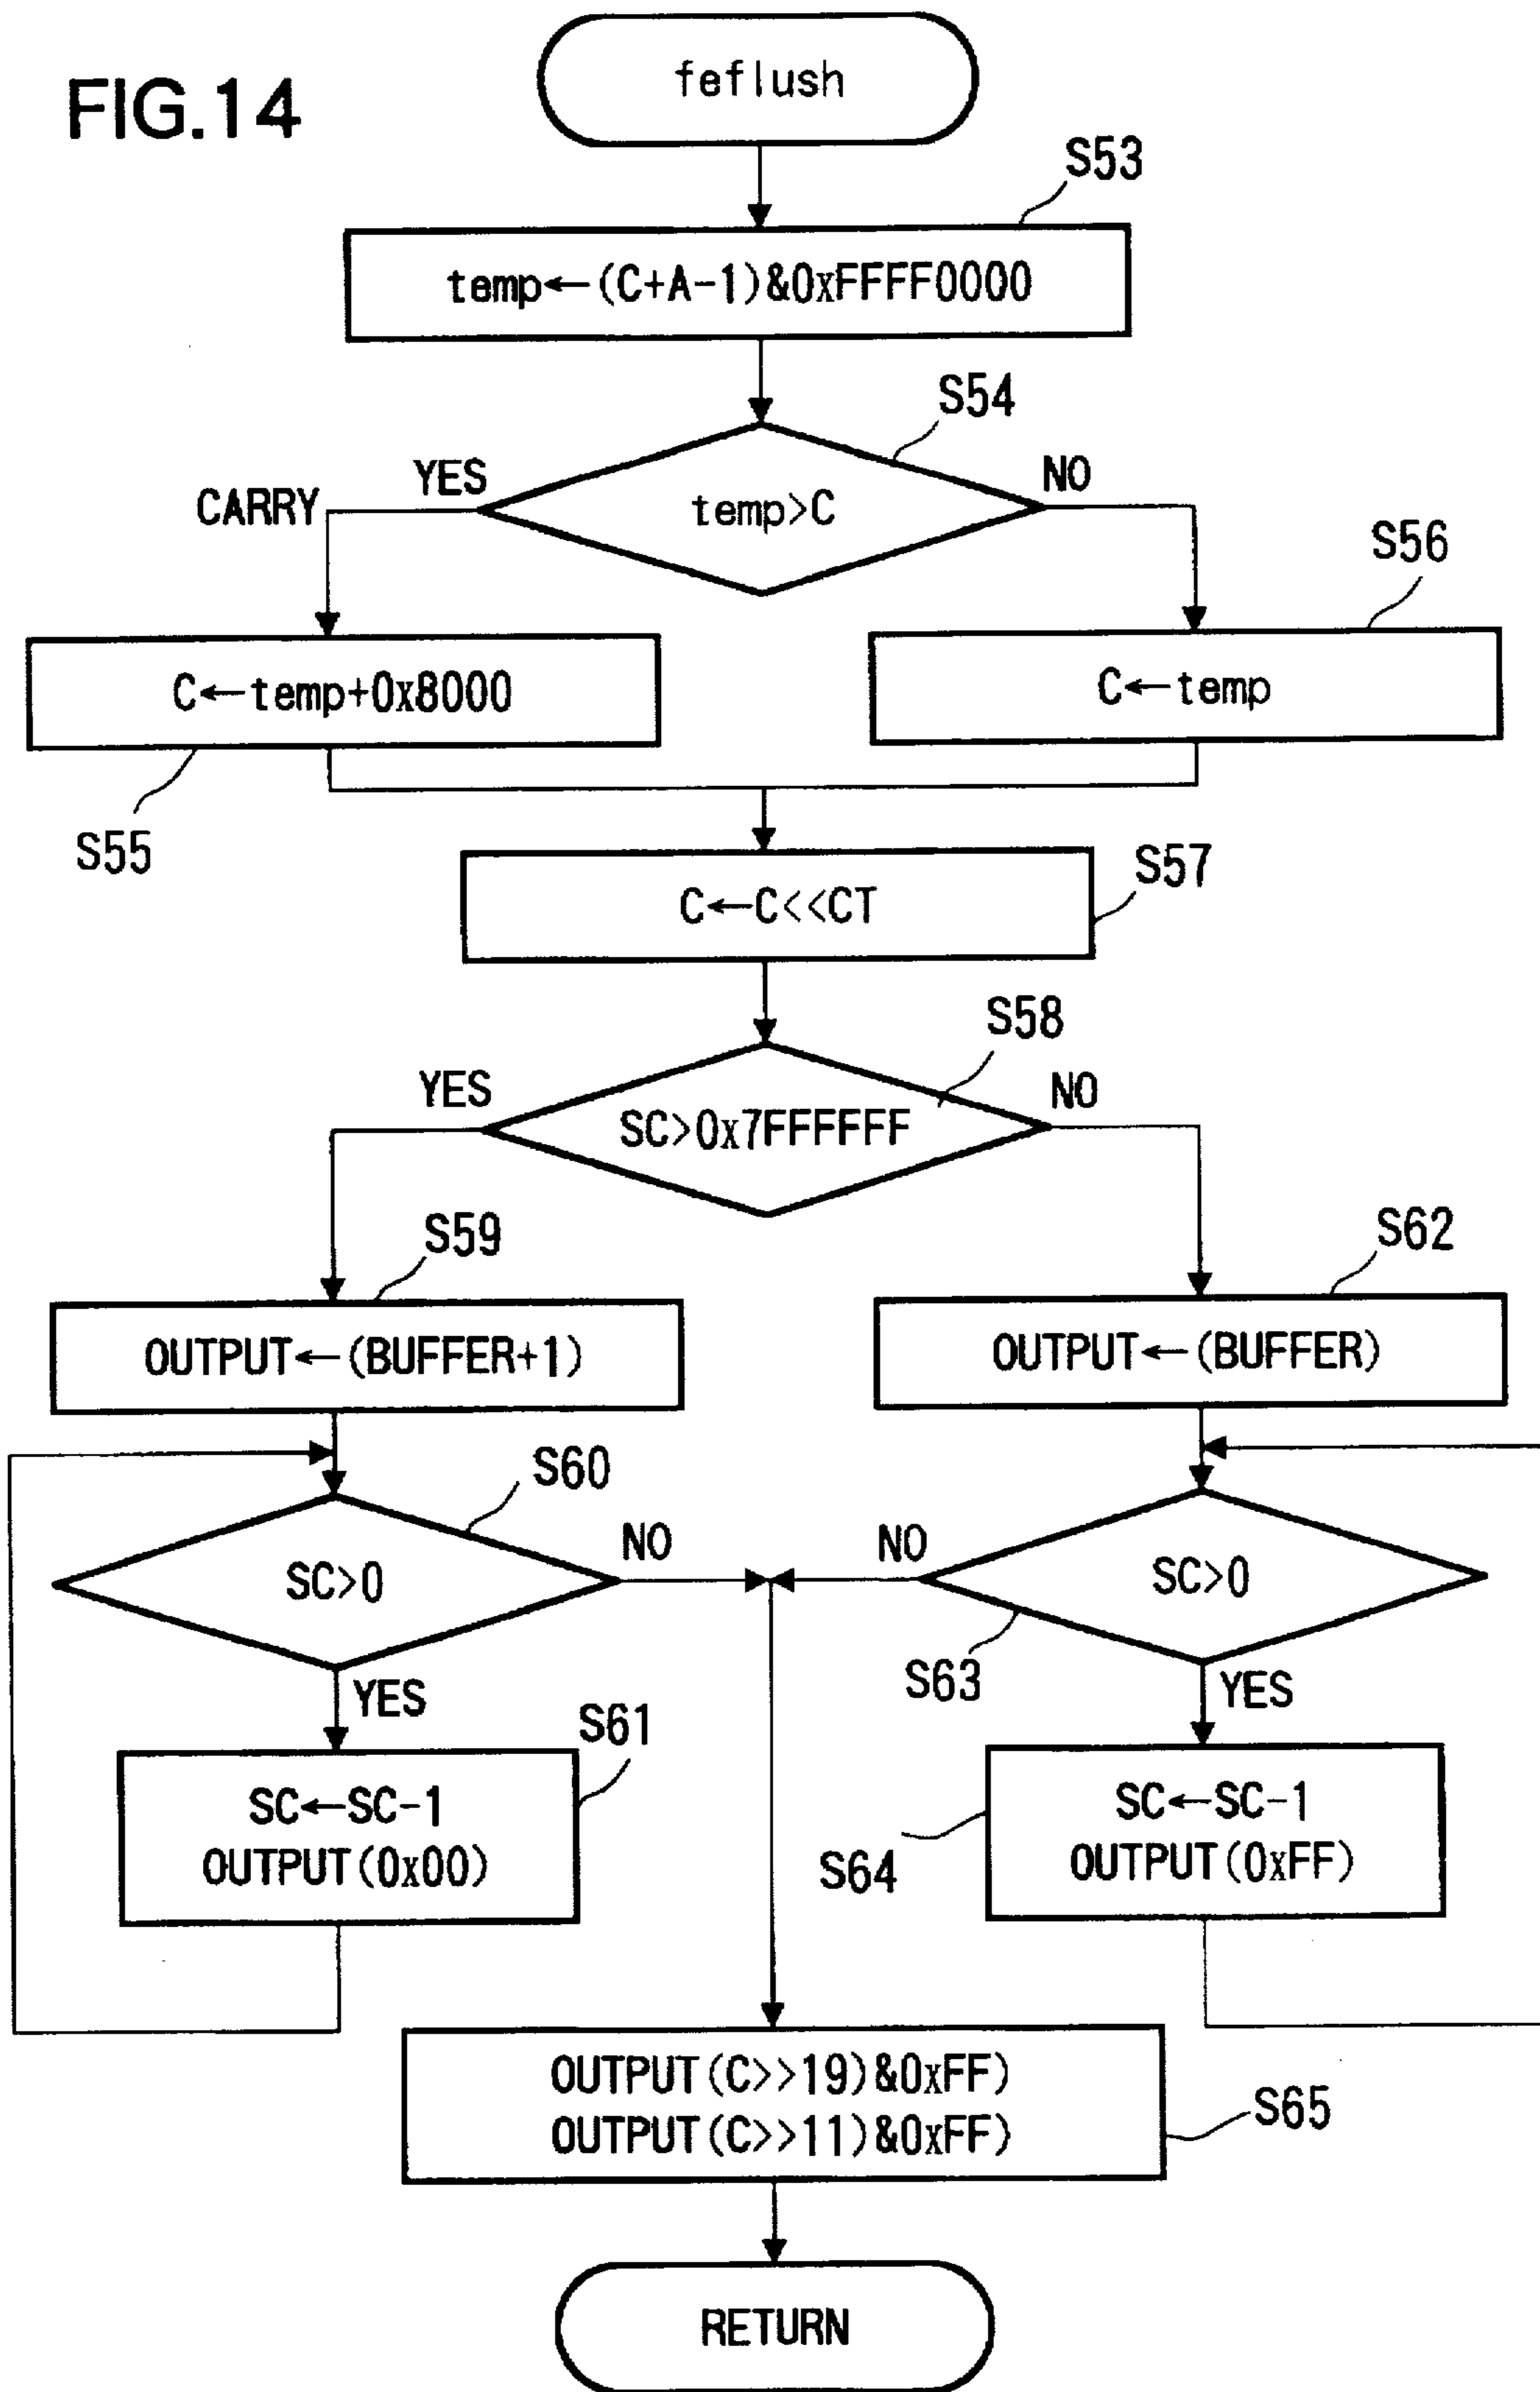 FIG.14
feflush
S53
temp←(C+A-1)&0xFFFF0000
S54
YES
NO
CARRY
temp>C
S56
C←temp+0x8000
C←temp
S55
S57
C←C<<CT
S58
YES
NO
SC>0x7FFFFFF
S59
S62
OUTPUT←(BUFFER+1)
OUTPUT←(BUFFER)
S60
NO
NO
SC>0
SC>0
S63
YES
YES
S61
SC←SC-1
OUTPUT(0x00)
SC←SC-1
OUTPUT(0xFF)
S64
OUTPUT(C>>19)&0xFF)
OUTPUT(C>>11)&0xFF)
S65
RETURN